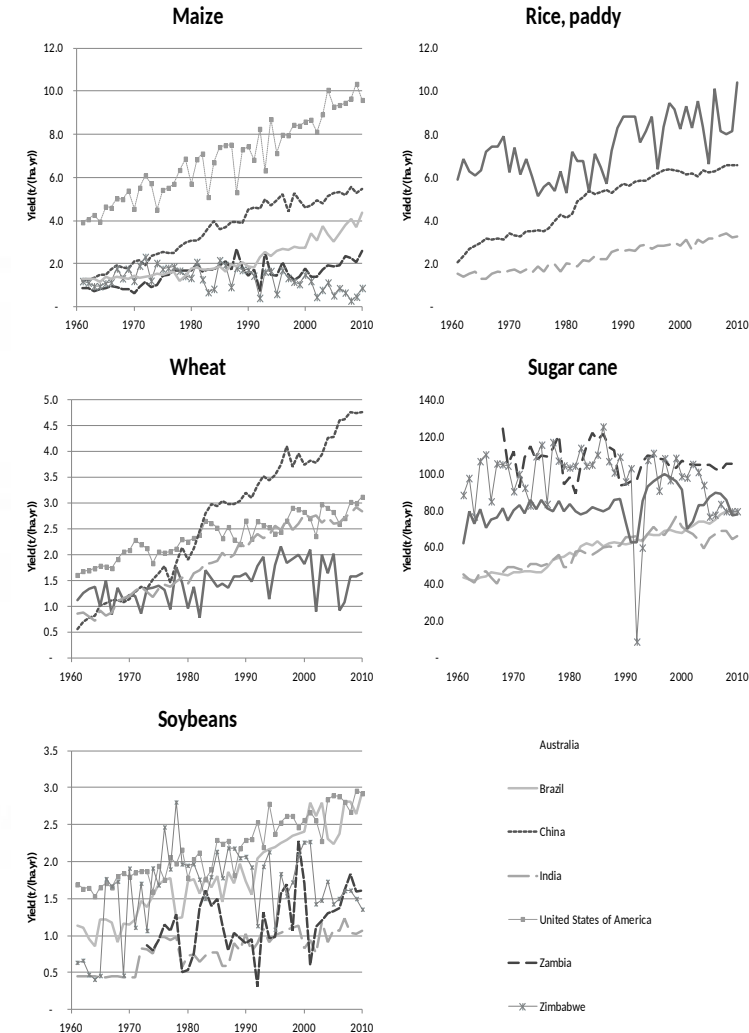 Maize
Yield (t/(ha.yr))
12.0
10.0
8.0
6.0
4.0
2.0
-
1960 1970 1980 1990 2000 2010
Rice, paddy
Yield (t/(ha.yr))
12.0
10.0
8.0
6.0
4.0
2.0
-
1960 1970 1980 1990 2000 2010
Wheat
Yield (t/(ha.yr))
5.0
4.5
4.0
3.5
3.0
2.5
2.0
1.5
1.0
0.5
-
1960 1970 1980 1990 2000 2010
Sugar cane
Yield (t/(ha.yr))
140.0
120.0
100.0
80.0
60.0
40.0
20.0
-
1960 1970 1980 1990 2000 2010
Soybeans
Yield (t/(ha.yr))
3.5
3.0
2.5
2.0
1.5
1.0
0.5
-
1960 1970 1980 1990 2000 2010
Australia
Brazil
China
India
United States of America
Zambia
Zimbabwe